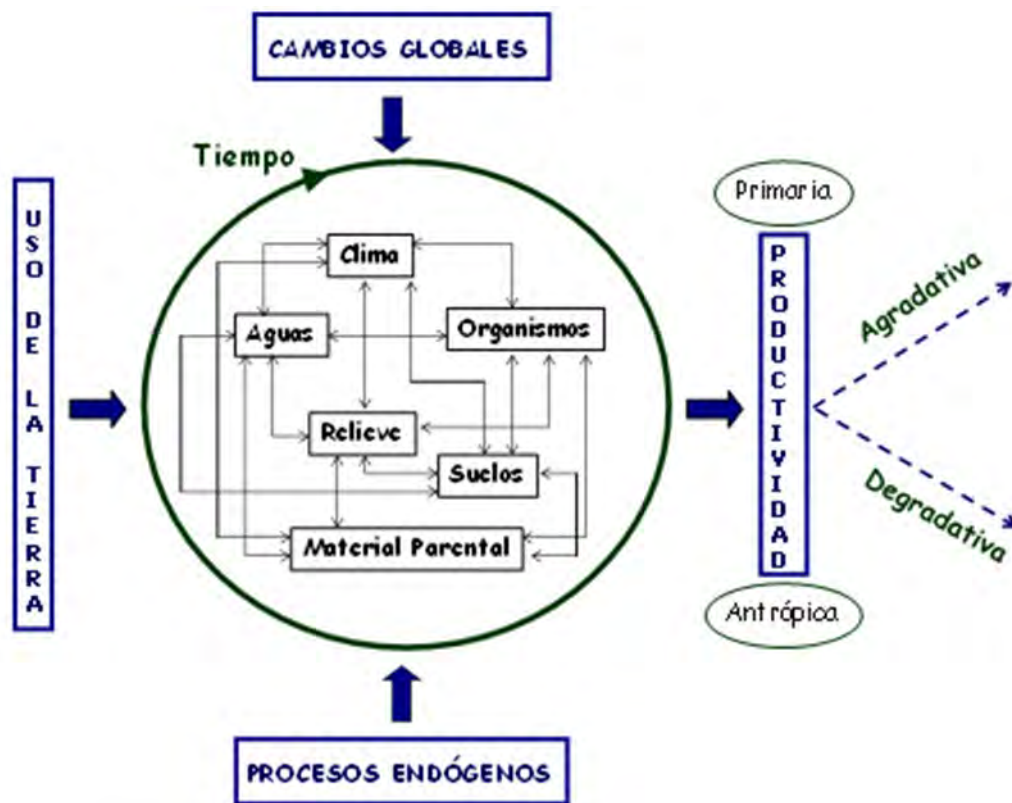 CAMBIOS GLOBALES
Tiempo
USO DE LA TIERRA
Clima
Aguas
Organismos
Relieve
Suelos
Material Parental
Primaria
PRODUCTIVIDAD
Antrópica
Agradativa
Degradativa
PROCESOS ENDÓGENOS